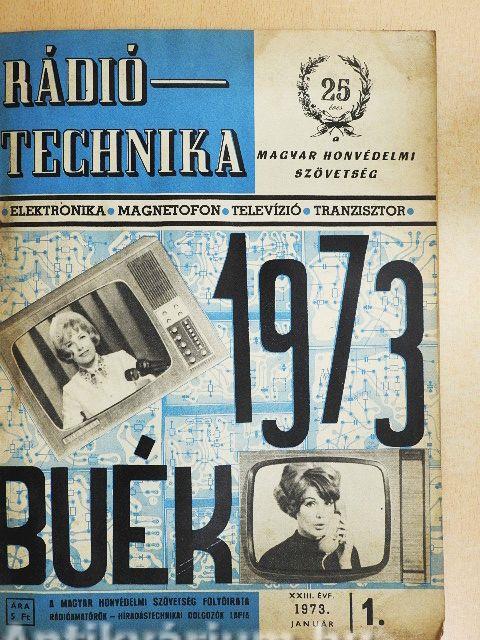 RÁDIÓ—
TECHNIKA
25
éves
a
MAGYAR HONVÉDELMI
SZÖVETSÉG
• ELEKTRONIKA • MAGNETOFON • TELEVÍZIÓ • TRANZISZTOR •
1973
BUÉK
ÁRA
5 Ft
A MAGYAR HONVÉDELMI SZÖVETSÉG FOLYÓIRATA
RÁDIÓAMATŐRÖK – HÍRADÁSTECHNIKAI DOLGOZÓK LAPJA
XXIII. ÉVF.
1973.
JANUÁR
1.